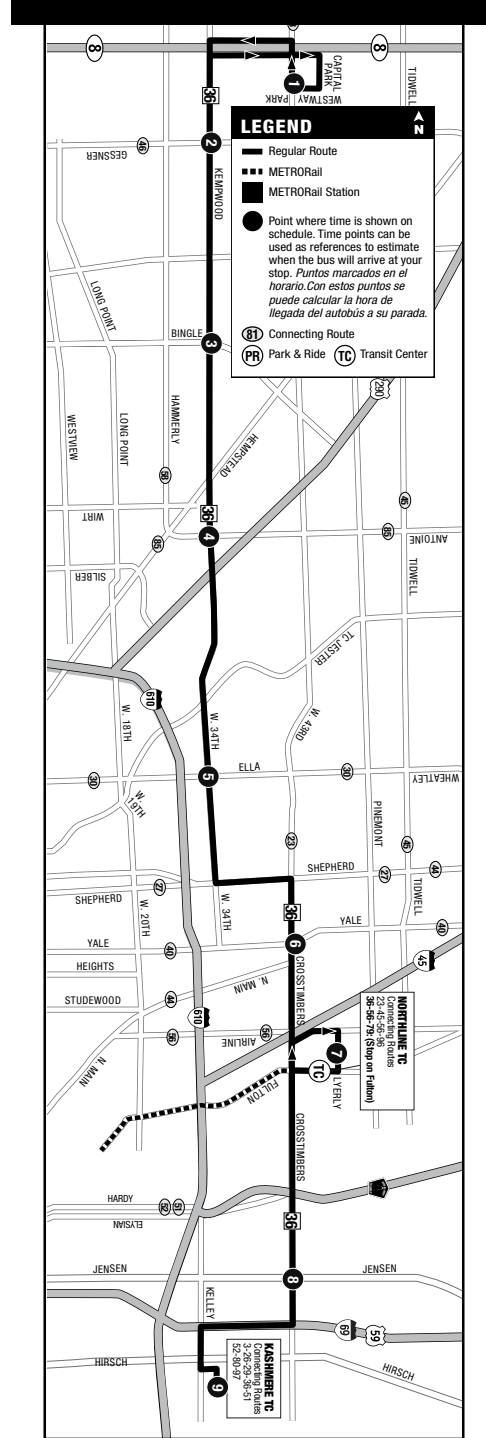 8
8
CAPITAL
PARK
TIDWELL
1
WESTWAY
PARK
36
LEGEND
N
Regular Route
METRORail
METRORail Station
Point where time is shown on
schedule. Time points can be
used as references to estimate
when the bus will arrive at your
stop. Puntos marcados en el
horario.Con estos puntos se
puede calcular la hora de
llegada del autobús a su parada.
81 Connecting Route
PR Park & Ride TC Transit Center
46
GESSNER
2
KEMPWOOD
LONG POINT
BINGLE
3
290
WESTVIEW
LONG POINT
HAMMERLY
HEMPSTEAD
58
45
WIRT
36
85
4
85
ANTOINE
SILBER
TIDWELL
TC JESTER
610
W. 18TH
W. 34TH
W. 43RD
30
5
ELLA
30
WHEATLEY
W.
19TH
PINEMONT
23
45
SHEPHERD
27
44
SHEPHERD
27
W. 20TH
W. 34TH
36
TIDWELL
YALE
40
YALE
40
6
CROSSTIMBERS
45
HEIGHTS
N. MAIN
STUDEWOOD
44
610
NORTHLINE TC
Connecting Routes
23-45-56-96
36-56-79 (Stop on Fulton)
56
AIRLINE
56
7
N. MAIN
FULTON
TC
LYERLY
CROSSTIMBERS
HARDY
52
51
ELYSIAN
36
JENSEN
8
JENSEN
KELLEY
69
59
HIRSCH
HIRSCH
9
KASHMERE TC
Connecting Routes
3-26-29-36-51
52-80-97